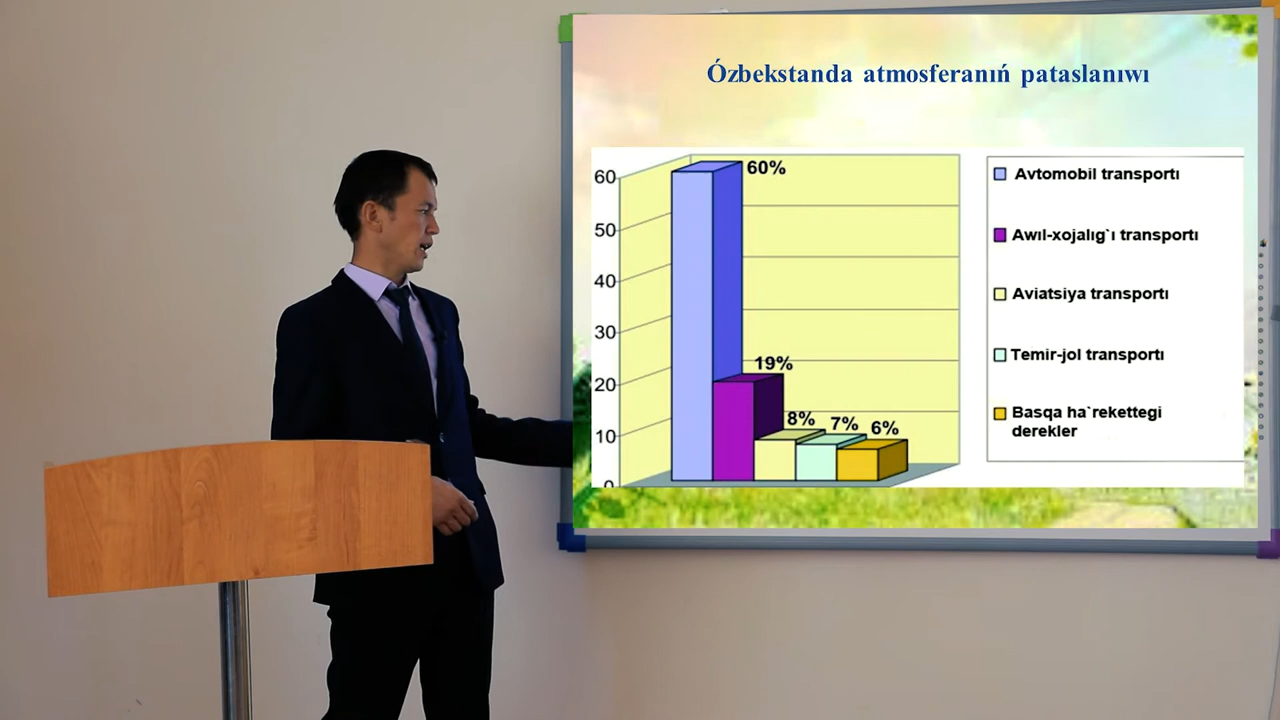 Ózbekstanda atmosferanıń pataslanıwı
60
50
40
30
20
10
0
60%
19%
8%
7%
6%
Avtomobil transportı
Awıl-xojalıg`ı transportı
Aviatsiya transportı
Temir-jol transportı
Basqa ha`rekettegi
derekler